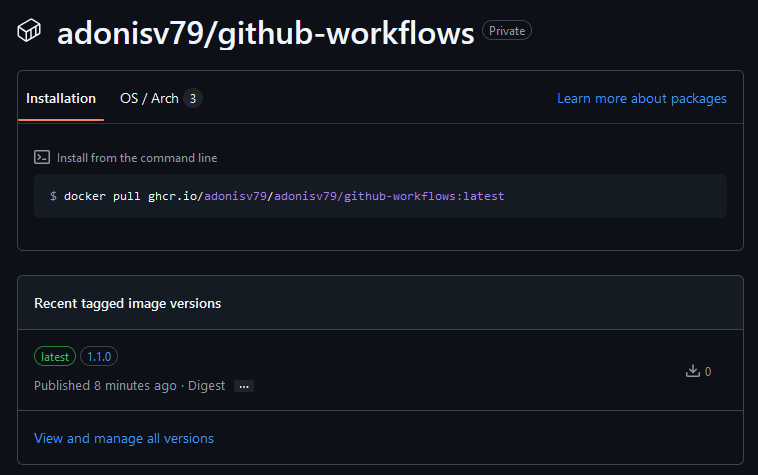 adonisv79/github-workflows Private
Installation OS / Arch 3 Learn more about packages
Install from the command line
$ docker pull ghcr.io/adonisv79/adonisv79/github-workflows:latest
Recent tagged image versions
latest 1.1.0
Published 8 minutes ago · Digest ...
0
View and manage all versions